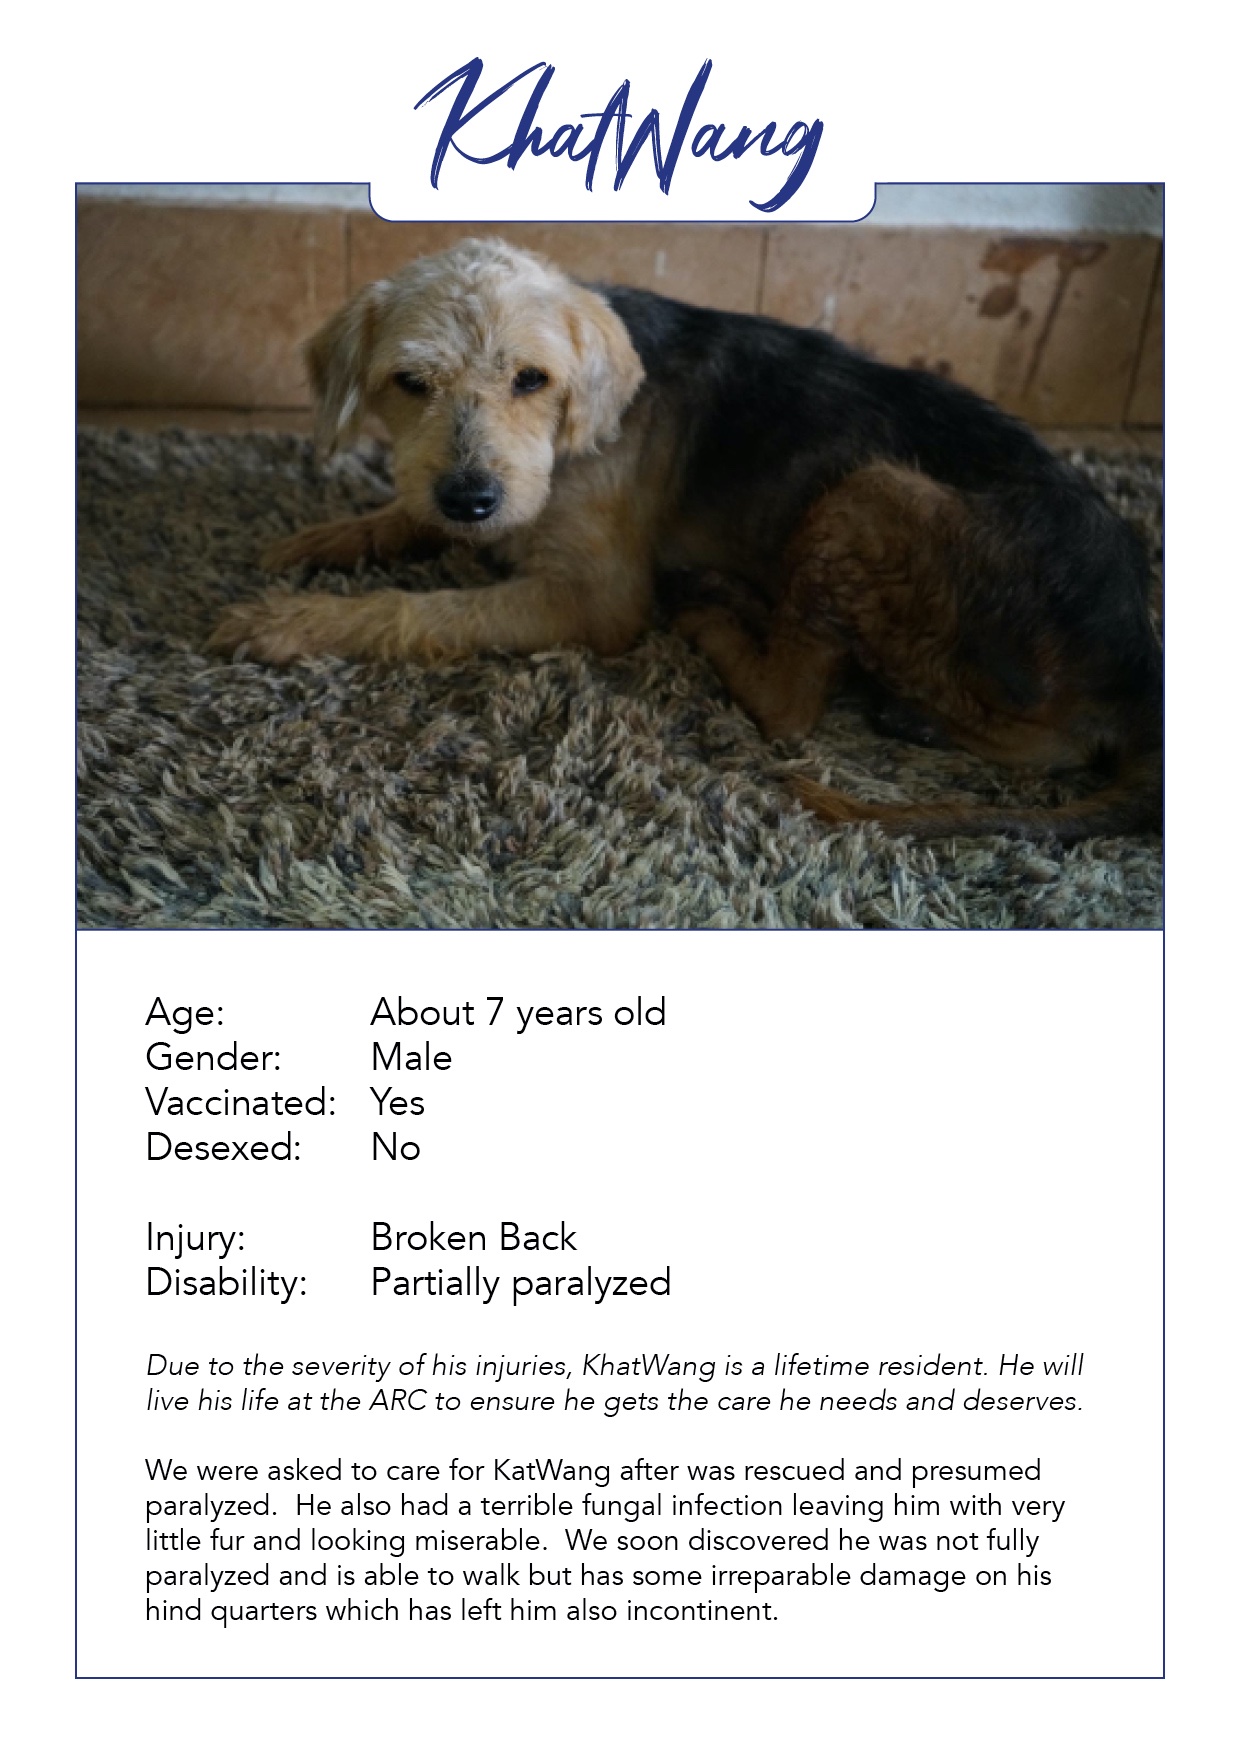 KhatWang
Age: About 7 years old
Gender: Male
Vaccinated: Yes
Desexed: No
Injury: Broken Back
Disability: Partially paralyzed
Due to the severity of his injuries, KhatWang is a lifetime resident. He will
live his life at the ARC to ensure he gets the care he needs and deserves.
We were asked to care for KatWang after was rescued and presumed
paralyzed.  He also had a terrible fungal infection leaving him with very
little fur and looking miserable.  We soon discovered he was not fully
paralyzed and is able to walk but has some irreparable damage on his
hind quarters which has left him also incontinent.